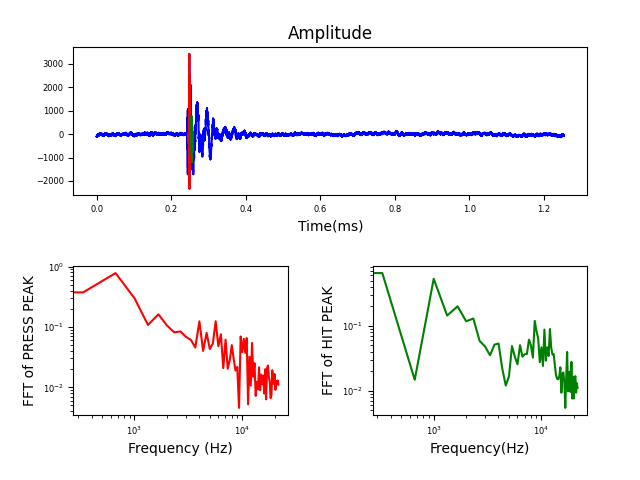 Amplitude
3000
2000
1000
0
−1000
−2000
0.0 0.2 0.4 0.6 0.8 1.0 1.2
Time(ms)
FFT of PRESS PEAK
10⁰
10⁻¹
10⁻²
10³ 10⁴
Frequency (Hz)
FFT of HIT PEAK
10⁻¹
10⁻²
10³ 10⁴
Frequency(Hz)